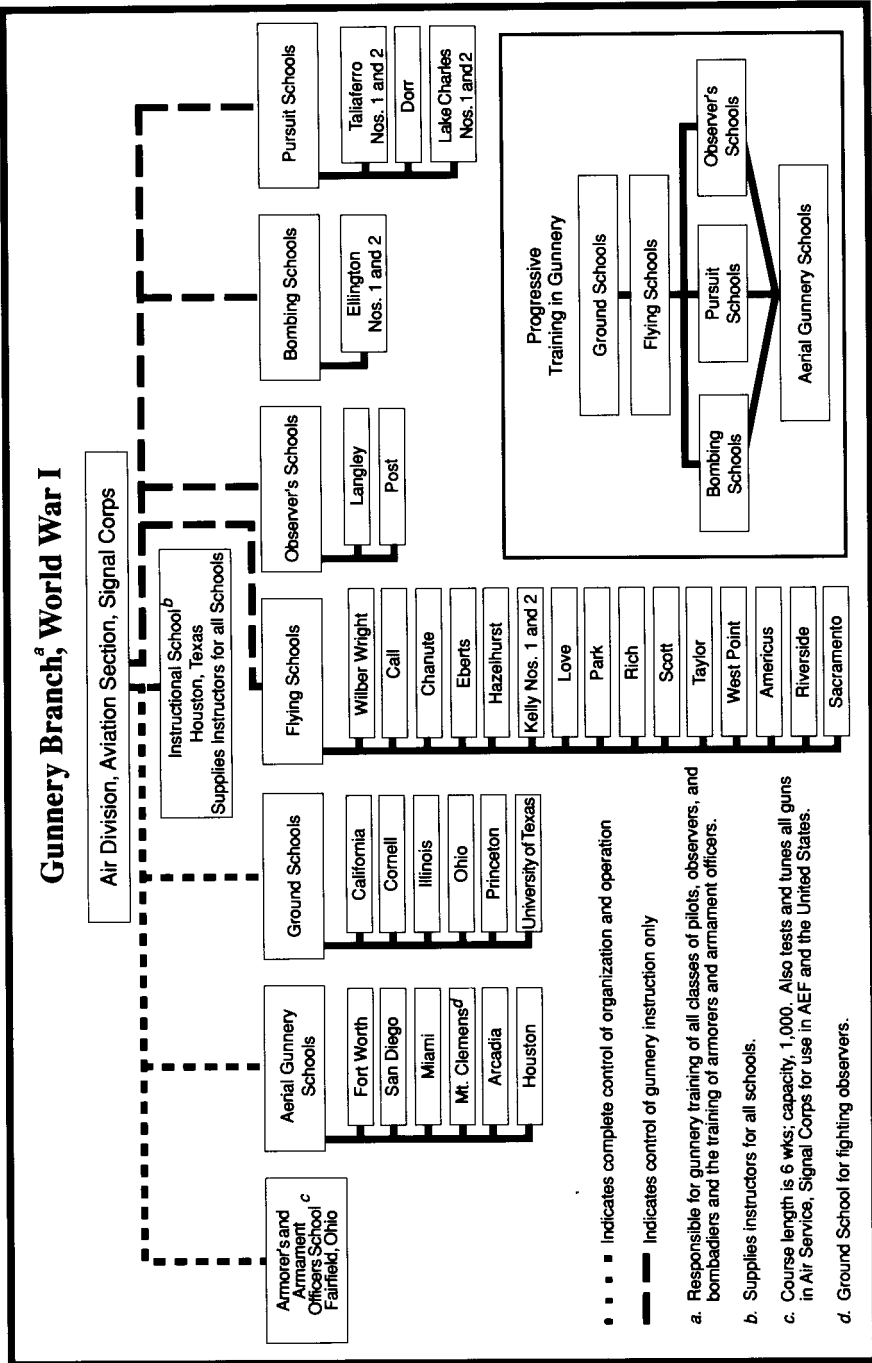 Gunnery Branch,a World War I
Air Division, Aviation Section, Signal Corps
Instructional Schoolb
Houston, Texas
Supplies Instructors for all Schools
Armorer's and
Armament
Officers Schoolc
Fairfield, Ohio
Aerial Gunnery
Schools
Fort Worth
San Diego
Miami
Mt. Clemensd
Arcadia
Houston
Ground Schools
California
Cornell
Illinois
Ohio
Princeton
University of Texas
Flying Schools
Wilber Wright
Call
Chanute
Eberts
Hazelhurst
Kelly Nos. 1 and 2
Love
Park
Rich
Scott
Taylor
West Point
Americus
Riverside
Sacramento
Observer's Schools
Langley
Post
Bombing Schools
Ellington
Nos. 1 and 2
Pursuit Schools
Taliaferro
Nos. 1 and 2
Dorr
Lake Charles
Nos. 1 and 2
Indicates complete control of organization and operation
Indicates control of gunnery instruction only
a. Responsible for gunnery training of all classes of pilots, observers, and
bombadiers and the training of armorers and armament officers.
b. Supplies instructors for all schools.
c. Course length is 6 wks; capacity, 1,000. Also tests and tunes all guns
in Air Service, Signal Corps for use in AEF and the United States.
d. Ground School for fighting observers.
Progressive
Training in Gunnery
Ground Schools
Flying Schools
Bombing
Schools
Pursuit
Schools
Observer's
Schools
Aerial Gunnery Schools